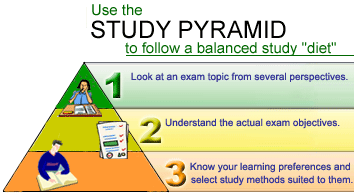 Use the
STUDY PYRAMID
to follow a balanced study "diet"
1 Look at an exam topic from several perspectives.
2 Understand the actual exam objectives.
3 Know your learning preferences and
select study methods suited to them.